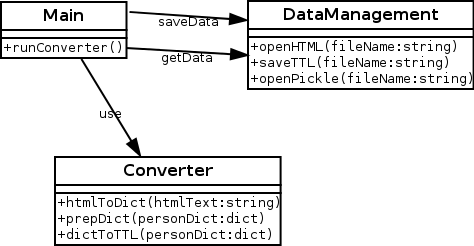 Main
+runConverter()
saveData
getData
DataManagement
+openHTML(fileName:string)
+saveTTL(fileName:string)
+openPickle(fileName:string)
use
Converter
+htmlToDict(htmlText:string)
+prepDict(personDict:dict)
+dictToTTL(personDict:dict)